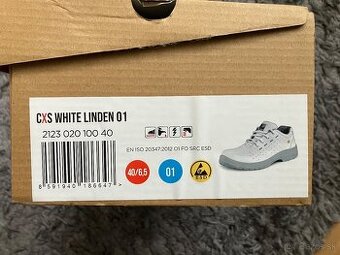 CXS WHITE LINDEN 01
2123 020 100 40
EN ISO 20347:2012 O1 FO SRC ESD
40/6,5
01
ESD
8 591940 186647 >